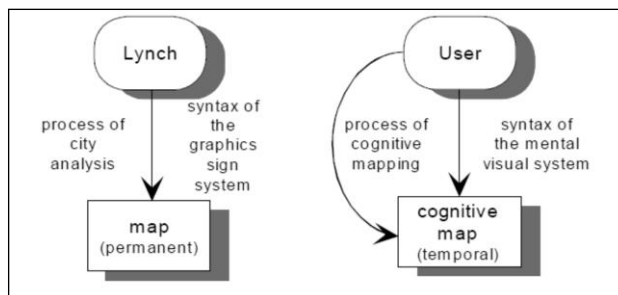 Lynch
process of
city
analysis
syntax of
the
graphics
sign
system
map
(permanent)
User
process of
cognitive
mapping
syntax of
the mental
visual system
cognitive
map
(temporal)